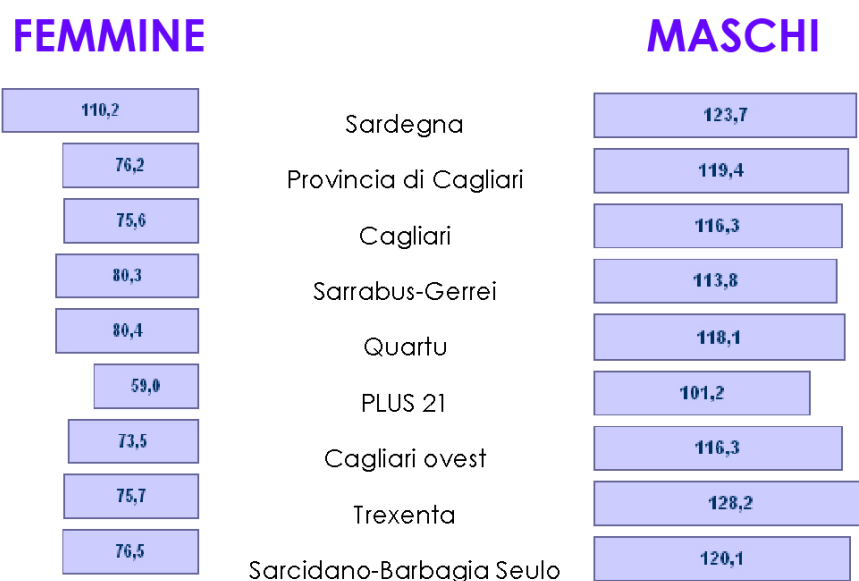 FEMMINE MASCHI
110,2 Sardegna 123,7
76,2 Provincia di Cagliari 119,4
75,6 Cagliari 116,3
80,3 Sarrabus-Gerrei 113,8
80,4 Quartu 118,1
59,0 PLUS 21 101,2
73,5 Cagliari ovest 116,3
75,7 Trexenta 128,2
76,5 Sarcidano-Barbagia Seulo 120,1